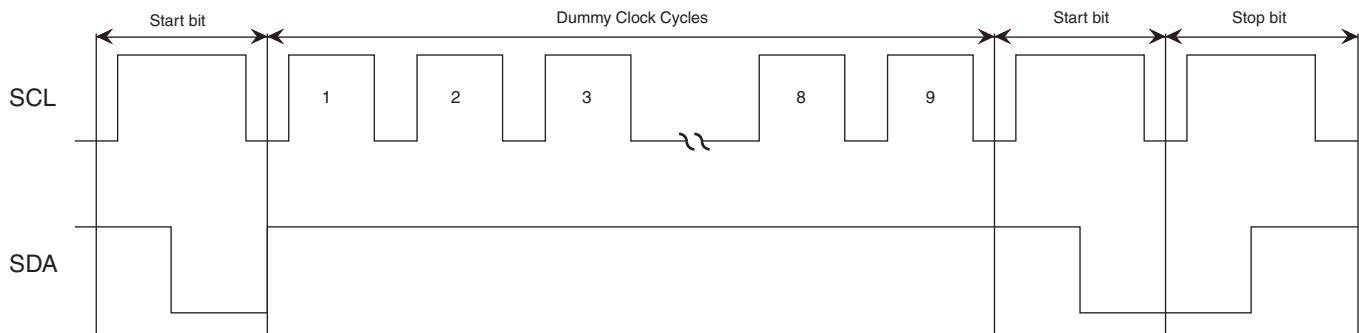 Start bit
Dummy Clock Cycles
Start bit
Stop bit
SCL
1
2
3
8
9
SDA